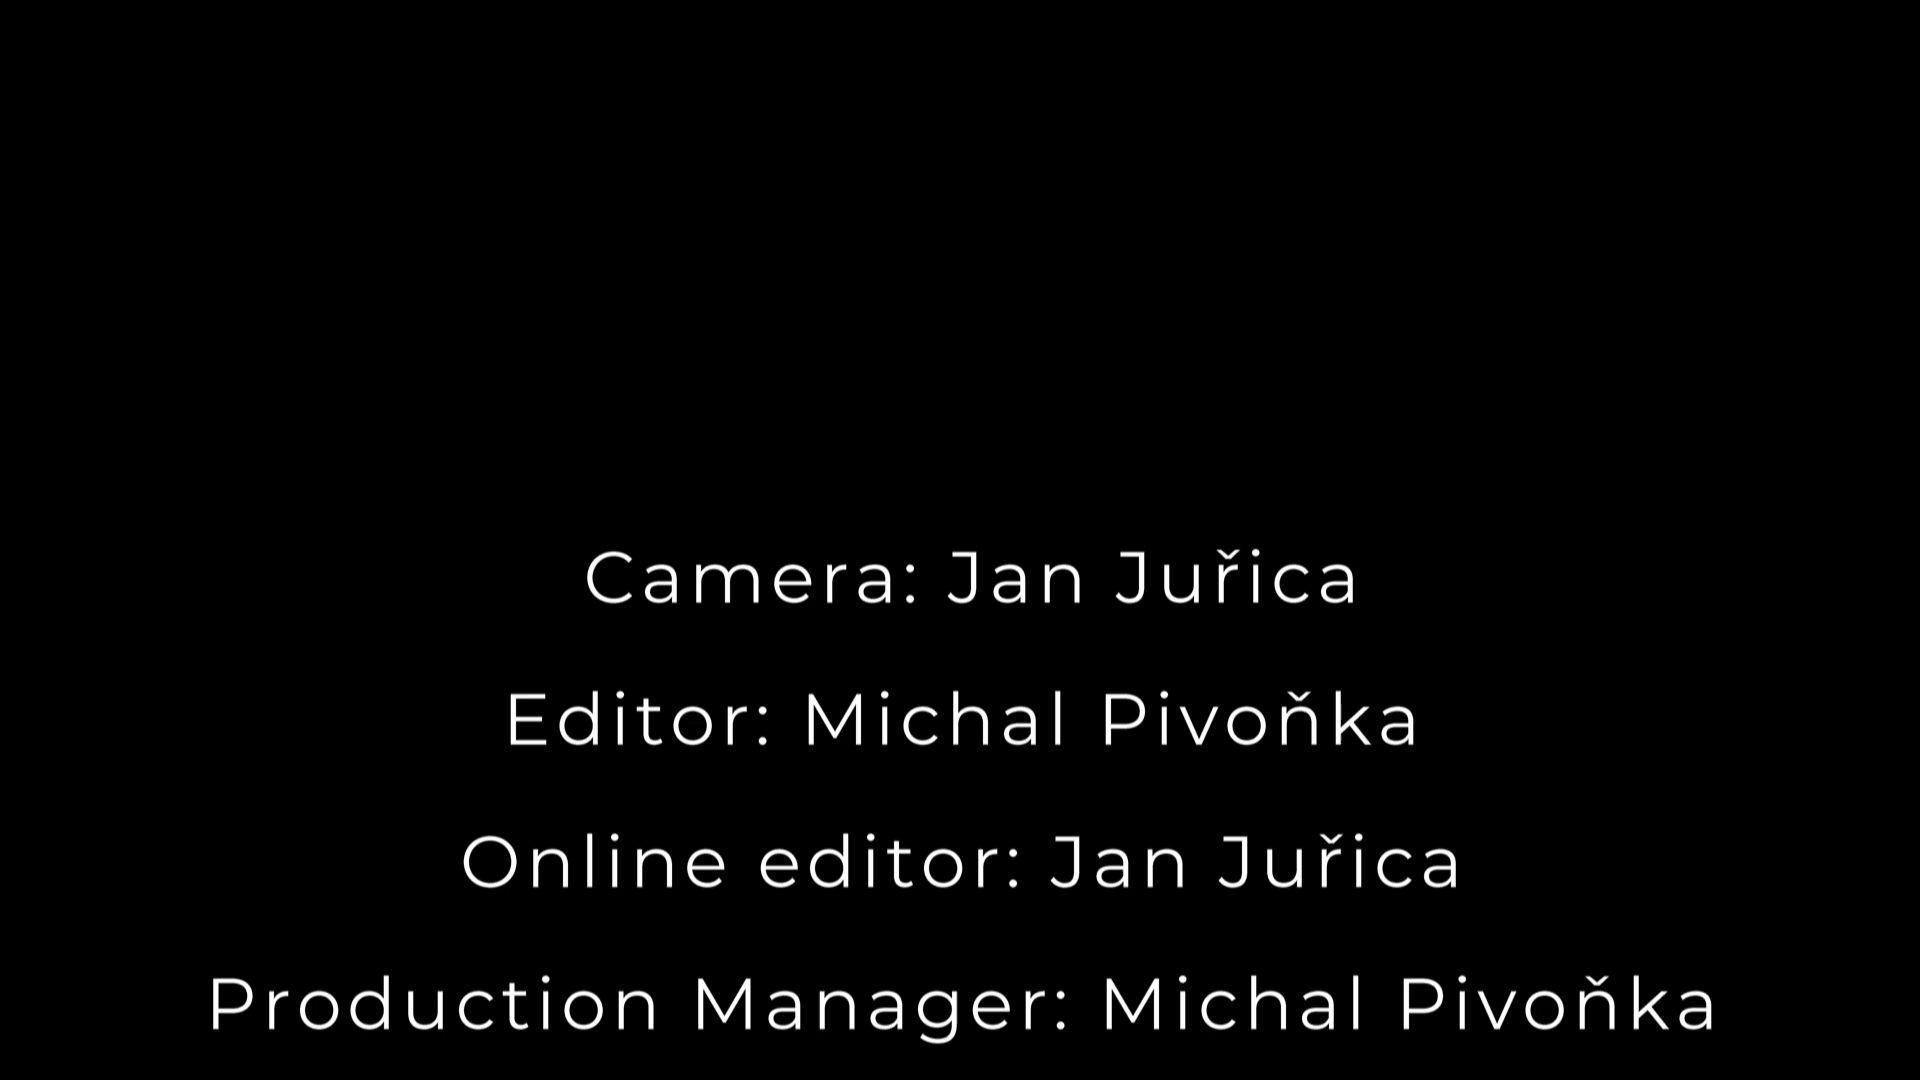 Camera: Jan Juřica
Editor: Michal Pivoňka
Online editor: Jan Juřica
Production Manager: Michal Pivoňka